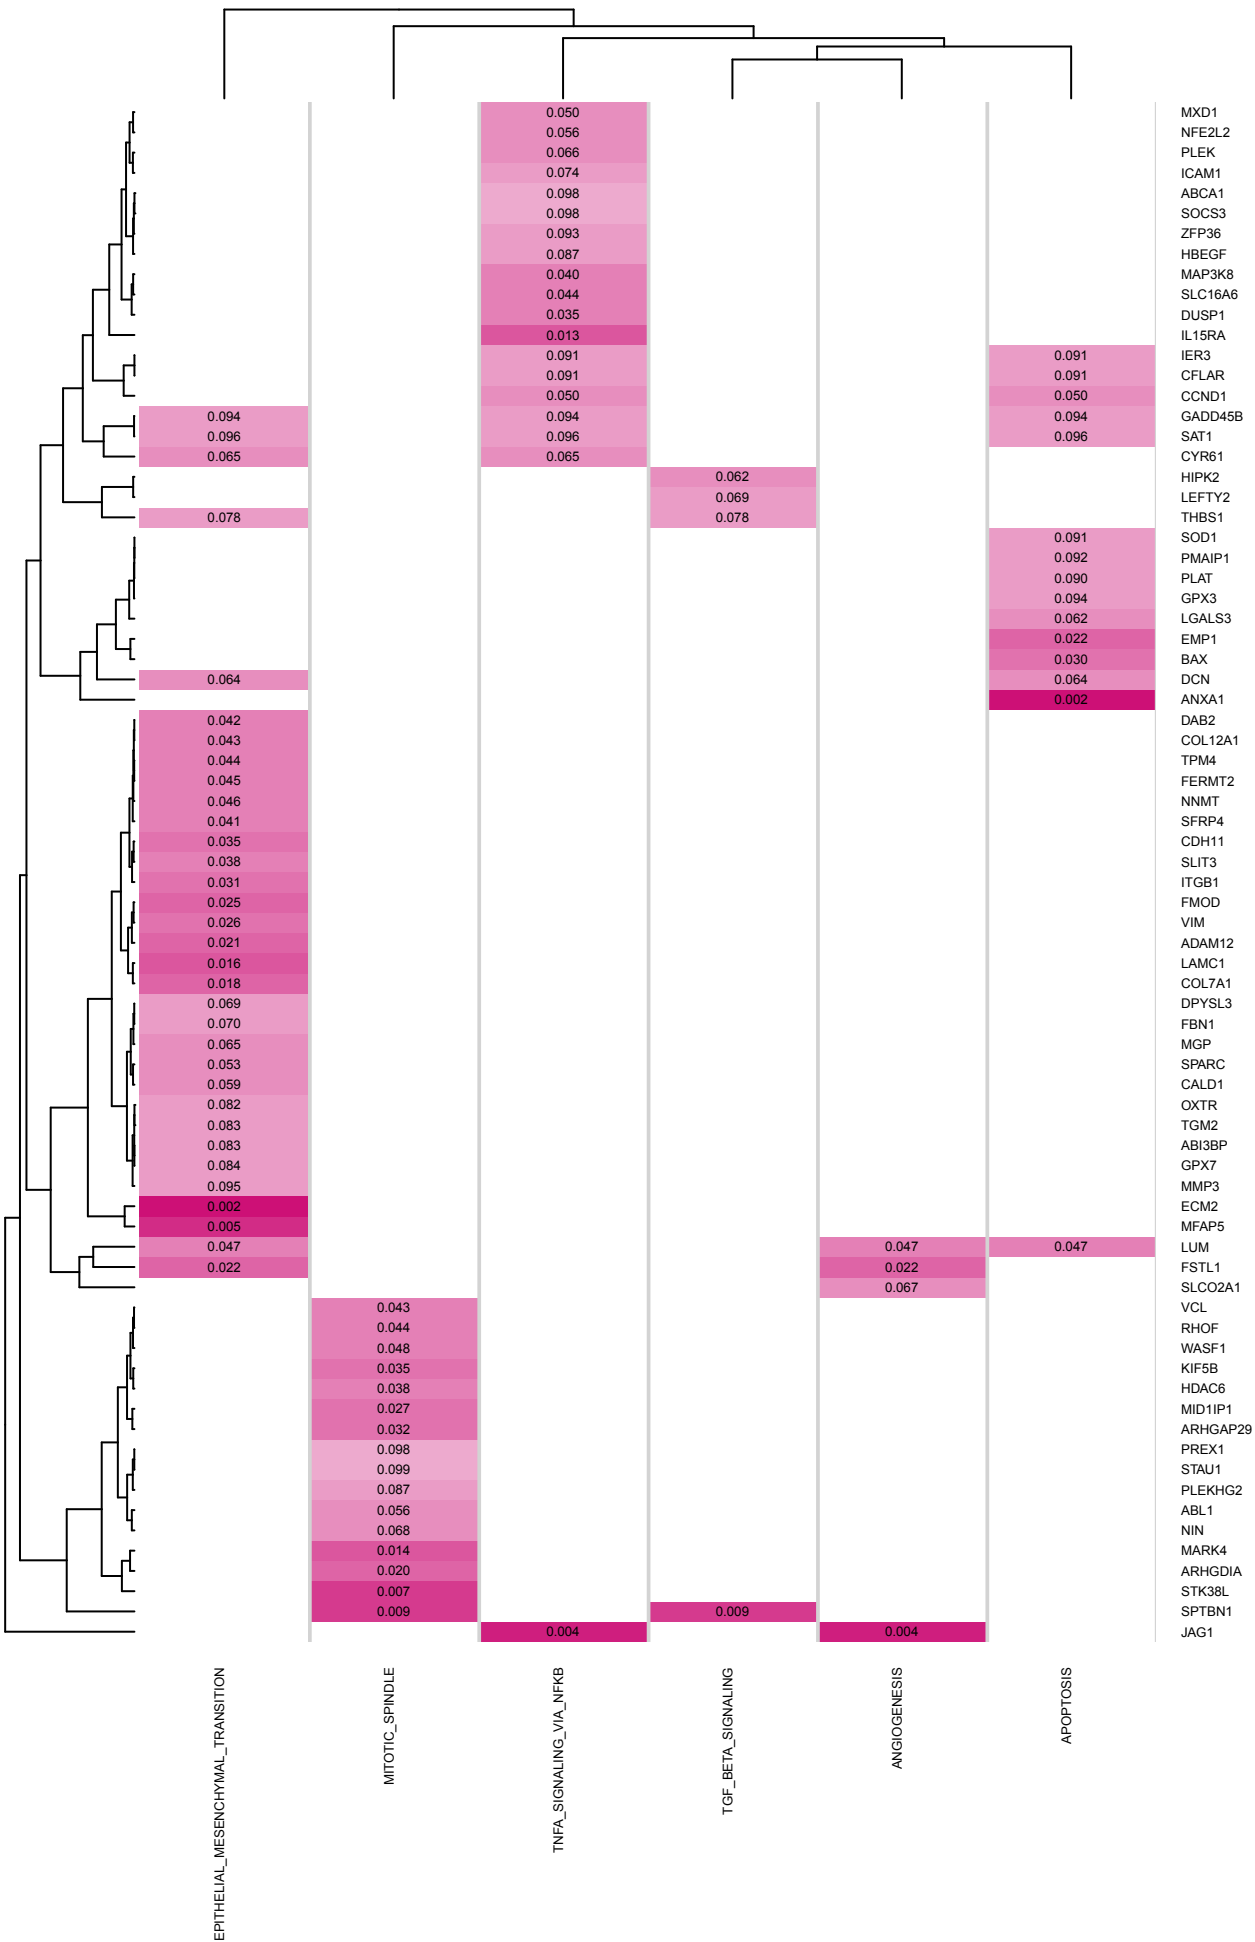 0.050 MXD1
0.056 NFE2L2
0.066 PLEK
0.074 ICAM1
0.098 ABCA1
0.098 SOCS3
0.093 ZFP36
0.087 HBEGF
0.040 MAP3K8
0.044 SLC16A6
0.035 DUSP1
0.013 IL15RA
0.091 0.091 IER3
0.091 0.091 CFLAR
0.050 0.050 CCND1
0.094 0.094 0.094 GADD45B
0.096 0.096 0.096 SAT1
0.065 0.065 CYR61
0.062 HIPK2
0.069 LEFTY2
0.078 0.078 THBS1
0.091 SOD1
0.092 PMAIP1
0.090 PLAT
0.094 GPX3
0.062 LGALS3
0.022 EMP1
0.030 BAX
0.064 0.064 DCN
0.002 ANXA1
0.042 DAB2
0.043 COL12A1
0.044 TPM4
0.045 FERMT2
0.046 NNMT
0.041 SFRP4
0.035 CDH11
0.038 SLIT3
0.031 ITGB1
0.025 FMOD
0.026 VIM
0.021 ADAM12
0.016 LAMC1
0.018 COL7A1
0.069 DPYSL3
0.070 FBN1
0.065 MGP
0.053 SPARC
0.059 CALD1
0.082 OXTR
0.083 TGM2
0.083 ABI3BP
0.084 GPX7
0.095 MMP3
0.002 ECM2
0.005 MFAP5
0.047 0.047 0.047 LUM
0.022 0.022 FSTL1
0.067 SLCO2A1
0.043 VCL
0.044 RHOF
0.048 WASF1
0.035 KIF5B
0.038 HDAC6
0.027 MID1IP1
0.032 ARHGAP29
0.098 PREX1
0.099 STAU1
0.087 PLEKHG2
0.056 ABL1
0.068 NIN
0.014 MARK4
0.020 ARHGDIA
0.007 STK38L
0.009 0.009 SPTBN1
0.004 0.004 JAG1
EPITHELIAL_MESENCHYMAL_TRANSITION
MITOTIC_SPINDLE
TNFA_SIGNALING_VIA_NFKB
TGF_BETA_SIGNALING
ANGIOGENESIS
APOPTOSIS